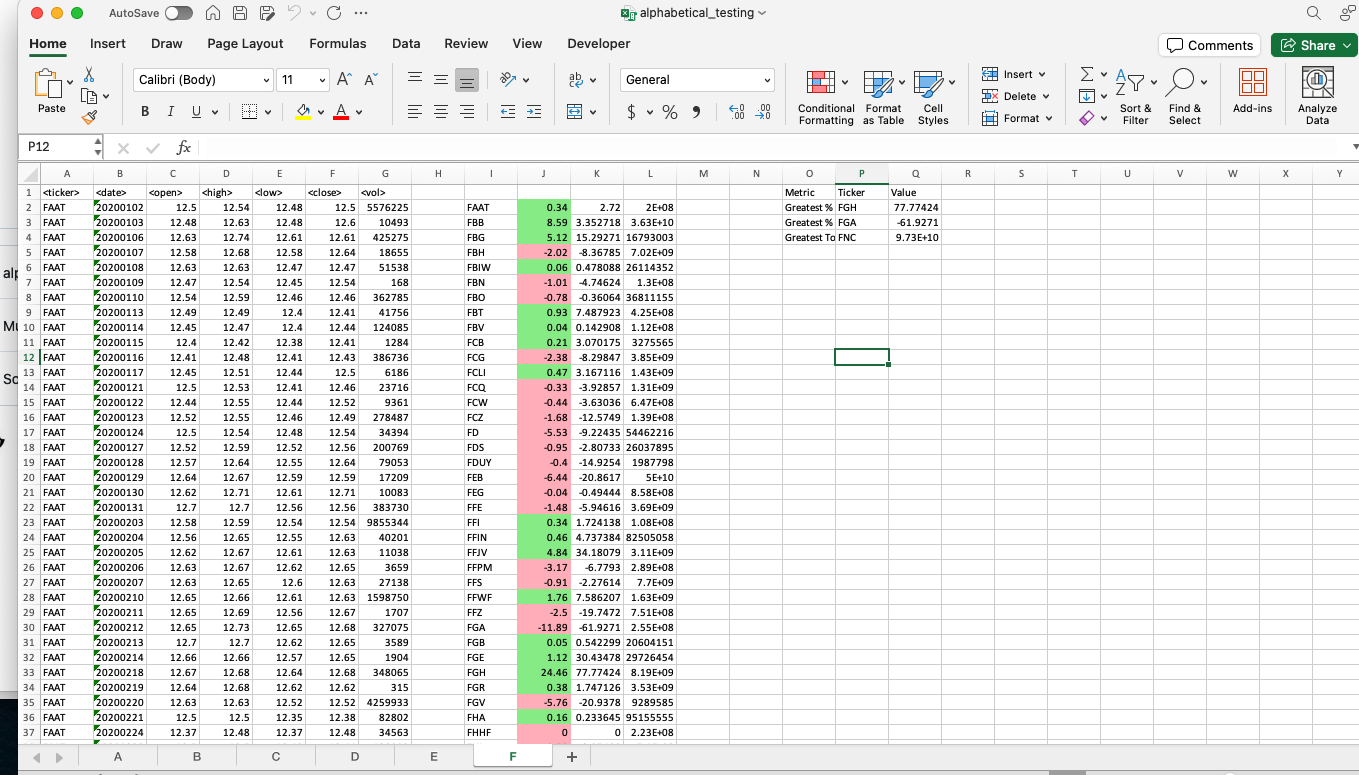 AutoSave
alphabetical_testing
Home Insert Draw Page Layout Formulas Data Review View Developer
Comments Share
Paste
Calibri (Body) 11
A^ A
B I U A
ab
General
$ % 9 .00 .00
Conditional Formatting
Format as Table
Cell Styles
Insert
Delete
Format
Sort & Filter
Find & Select
Add-ins
Analyze Data
P12 fx
A B C D E F G H I J K L M N O P Q R S T U V W X Y
1 <ticker> <date> <open> <high> <low> <close> <vol> Metric Ticker Value
2 FAAT 20200102 12.5 12.54 12.48 12.5 5576225 FAAT 0.34 2.72 2E+08 Greatest % FGH 77.77424
3 FAAT 20200103 12.48 12.63 12.48 12.6 10493 FBB 8.59 3.352718 3.63E+10 Greatest % FGA -61.9271
4 FAAT 20200106 12.63 12.74 12.61 12.61 425275 FBG 5.12 15.29271 16793003 Greatest To FNC 9.73E+10
5 FAAT 20200107 12.58 12.68 12.58 12.64 18655 FBH -2.02 -8.36785 7.02E+09
6 FAAT 20200108 12.63 12.63 12.47 12.47 51538 FBIW 0.06 0.478088 26114352
7 FAAT 20200109 12.47 12.54 12.45 12.54 168 FBN -1.01 -4.74624 1.3E+08
8 FAAT 20200110 12.54 12.59 12.46 12.46 362785 FBO -0.78 -0.36064 36811155
9 FAAT 20200113 12.49 12.49 12.4 12.41 41756 FBT 0.93 7.487923 4.25E+08
10 FAAT 20200114 12.45 12.47 12.4 12.44 124085 FBV 0.04 0.142908 1.12E+08
11 FAAT 20200115 12.4 12.42 12.38 12.41 1284 FCB 0.21 3.070175 3275565
12 FAAT 20200116 12.41 12.48 12.41 12.43 386736 FCG -2.38 -8.29847 3.85E+09
13 FAAT 20200117 12.45 12.51 12.44 12.5 6186 FCLI 0.47 3.167116 1.43E+09
14 FAAT 20200121 12.5 12.53 12.41 12.46 23716 FCQ -0.33 -3.92857 1.31E+09
15 FAAT 20200122 12.44 12.55 12.44 12.52 9361 FCW -0.44 -3.63036 6.47E+08
16 FAAT 20200123 12.52 12.55 12.46 12.49 278487 FCZ -1.68 -12.5749 1.39E+08
17 FAAT 20200124 12.5 12.54 12.48 12.54 34394 FD -5.53 -9.22435 54462216
18 FAAT 20200127 12.52 12.59 12.52 12.56 200769 FDS -0.95 -2.80733 26037895
19 FAAT 20200128 12.57 12.64 12.55 12.64 79053 FDUY -0.4 -14.9254 1987798
20 FAAT 20200129 12.64 12.67 12.59 12.59 17209 FEB -6.44 -20.8617 5E+10
21 FAAT 20200130 12.62 12.71 12.61 12.71 10083 FEG -0.04 -0.49444 8.58E+08
22 FAAT 20200131 12.7 12.7 12.56 12.56 383730 FFE -1.48 -5.94616 3.69E+09
23 FAAT 20200203 12.58 12.59 12.54 12.54 9855344 FFI 0.34 1.724138 1.08E+08
24 FAAT 20200204 12.56 12.65 12.55 12.63 40201 FFIN 0.46 4.737384 82505058
25 FAAT 20200205 12.62 12.67 12.61 12.63 11038 FFJV 4.84 34.18079 3.11E+09
26 FAAT 20200206 12.63 12.67 12.62 12.65 3659 FFPM -3.17 -6.7793 2.89E+08
27 FAAT 20200207 12.63 12.65 12.6 12.63 27138 FFS -0.91 -2.27614 7.7E+09
28 FAAT 20200210 12.65 12.66 12.61 12.63 1598750 FFWF 1.76 7.586207 1.63E+09
29 FAAT 20200211 12.65 12.69 12.56 12.67 1707 FFZ -2.5 -19.7472 7.51E+08
30 FAAT 20200212 12.65 12.73 12.65 12.68 327075 FGA -11.89 -61.9271 2.55E+08
31 FAAT 20200213 12.7 12.7 12.62 12.65 3589 FGB 0.05 0.542299 20604151
32 FAAT 20200214 12.66 12.66 12.57 12.65 1904 FGE 1.12 30.43478 29726454
33 FAAT 20200218 12.67 12.68 12.64 12.68 348065 FGH 24.46 77.77424 8.19E+09
34 FAAT 20200219 12.64 12.68 12.62 12.62 315 FGR 0.38 1.747126 3.53E+09
35 FAAT 20200220 12.63 12.63 12.52 12.52 4259933 FGV -5.76 -20.9378 9289585
36 FAAT 20200221 12.5 12.5 12.35 12.38 82802 FHA 0.16 0.233645 95155555
37 FAAT 20200224 12.37 12.48 12.37 12.48 34563 FHHF 0 0 2.23E+08
A B C D E F +